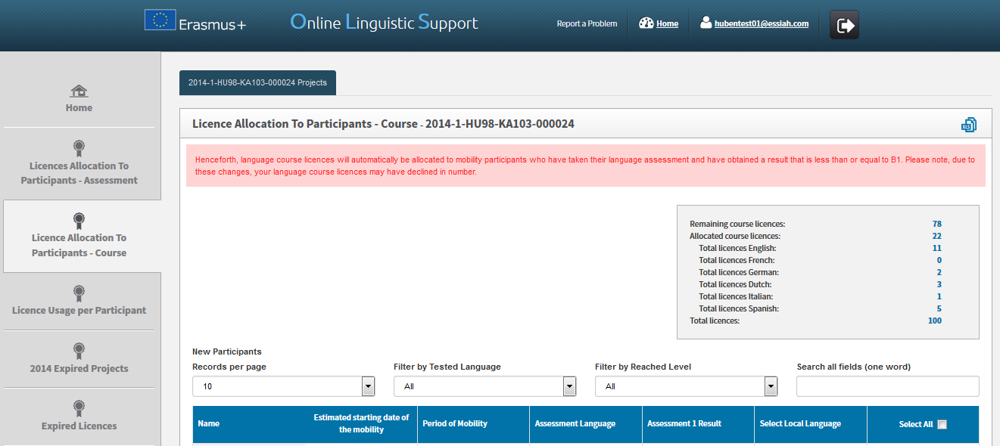 Erasmus+
Online Linguistic Support
Report a Problem
Home
hubentest01@essiah.com
Home
Licences Allocation To
Participants - Assessment
Licence Allocation To
Participants - Course
Licence Usage per Participant
2014 Expired Projects
Expired Licences
2014-1-HU98-KA103-000024 Projects
Licence Allocation To Participants - Course - 2014-1-HU98-KA103-000024
XLS
Henceforth, language course licences will automatically be allocated to mobility participants who have taken their language assessment and have obtained a result that is less than or equal to B1. Please note, due to
these changes, your language course licences may have declined in number.
Remaining course licences: 78
Allocated course licences: 22
Total licences English: 11
Total licences French: 0
Total licences German: 2
Total licences Dutch: 3
Total licences Italian: 1
Total licences Spanish: 5
Total licences: 100
New Participants
Records per page
10
Filter by Tested Language
All
Filter by Reached Level
All
Search all fields (one word)
Name
Estimated starting date of
the mobility
Period of Mobility
Assessment Language
Assessment 1 Result
Select Local Language
Select All